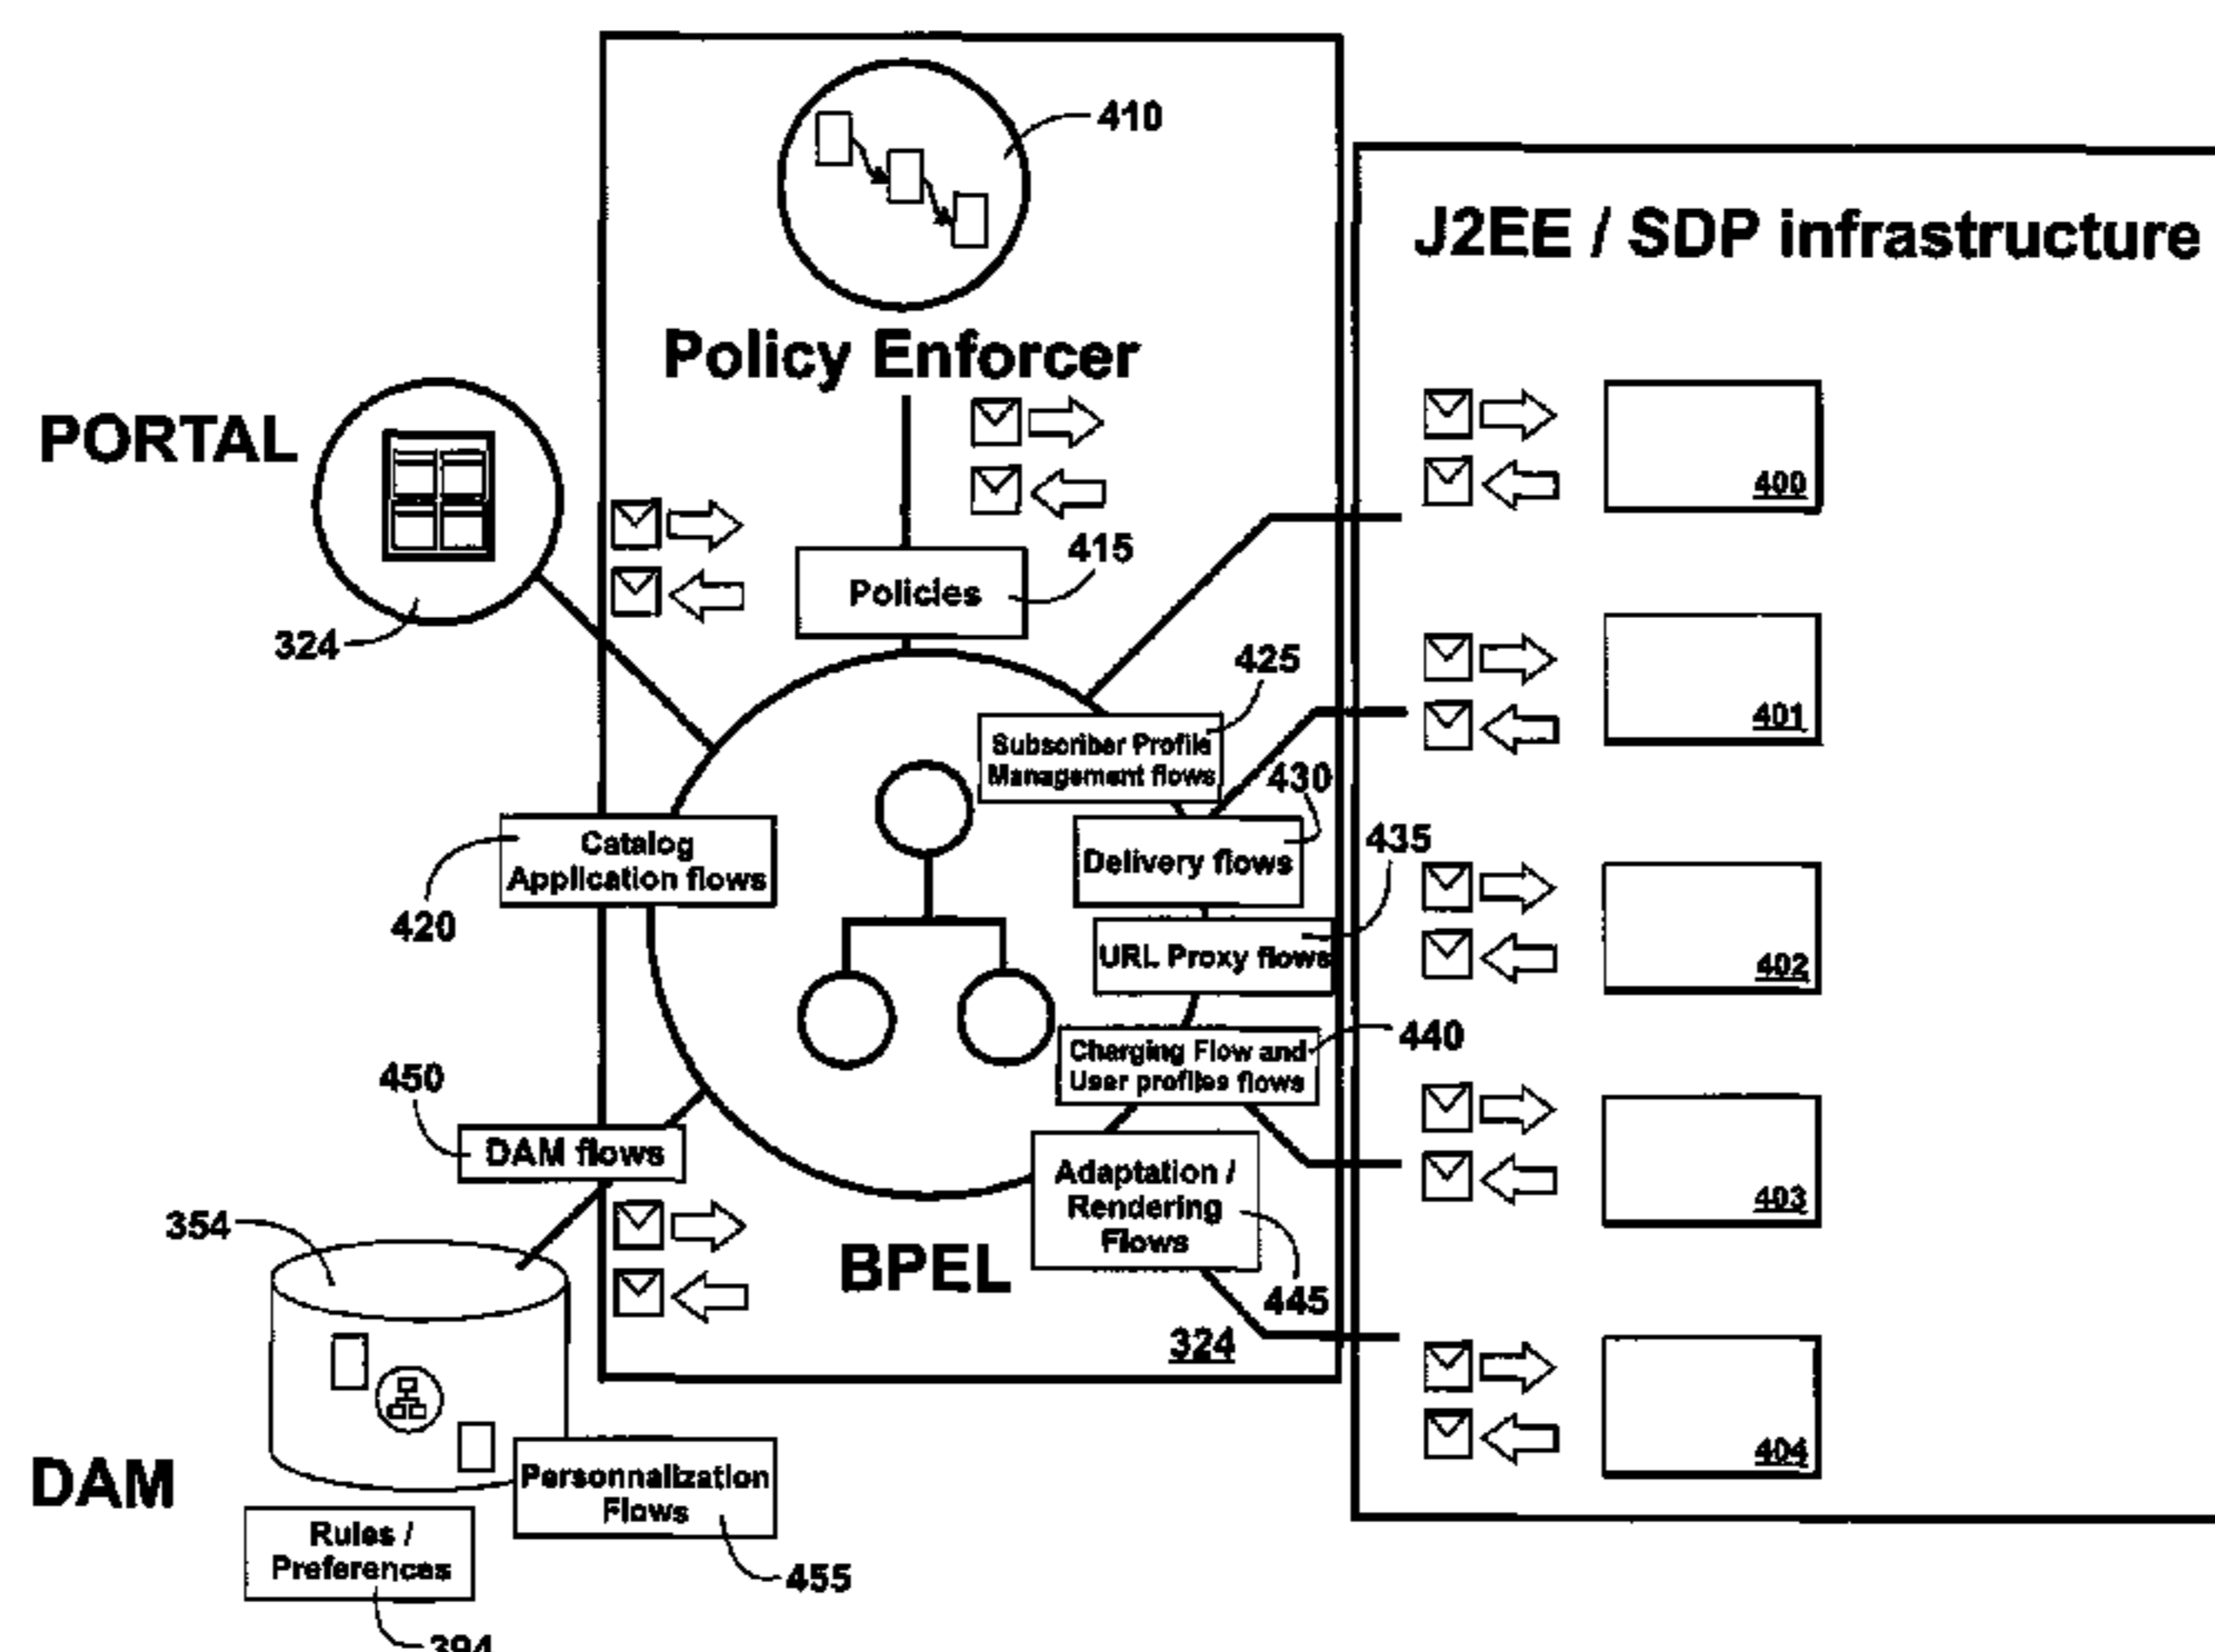 410
J2EE / SDP infrastructure
Policy Enforcer
PORTAL
400
415
Policies
324
425
401
Subscriber Profile
Management flows
430
435
Catalog
Application flows
Delivery flows
420
URL Proxy flows
402
440
Charging Flow and
User profiles flows
450
DAM flows
Adaptation /
Rendering
Flows
403
354
BPEL
445
324
404
DAM
Personnalization
Flows
Rules /
Preferences
455
394